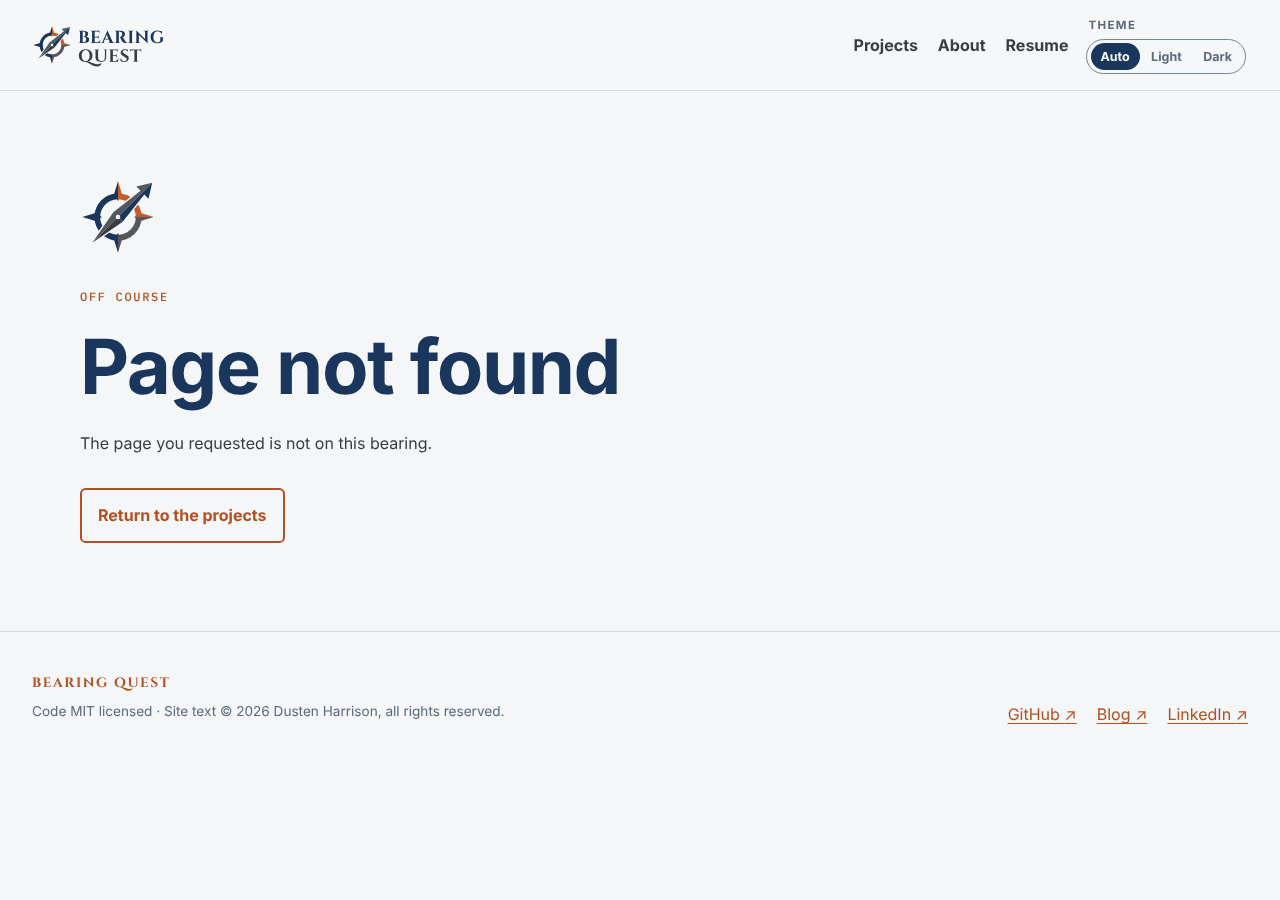 BEARING
QUEST
Projects About Resume
THEME
Auto Light Dark
OFF COURSE
Page not found
The page you requested is not on this bearing.
Return to the projects
BEARING QUEST
Code MIT licensed · Site text © 2026 Dusten Harrison, all rights reserved.
GitHub ↗ Blog ↗ LinkedIn ↗